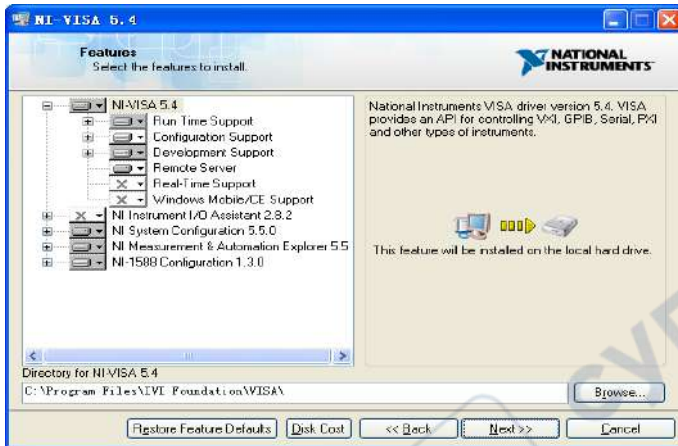 NI-VISA 5.4
Features
Select the features to install.
NATIONAL
INSTRUMENTS
NI-VISA 5.4
Run Time Support
Configuration Support
Development Support
Remote Server
Real-Time Support
Windows Mobile/CE Support
NI Instrument I/O Assistant 2.8.2
NI System Configuration 5.5.0
NI Measurement & Automation Explorer 5.5
NI-1588 Configuration 1.3.0
National Instruments VISA driver version 5.4. VISA
provides an API for controlling VXI, GPIB, Serial, PXI
and other types of instruments.
This feature will be installed on the local hard drive.
Directory for NI-VISA 5.4
C:\Program Files\IVI Foundation\VISA\
Browse...
Restore Feature Defaults
Disk Cost
<< Back
Next >>
Cancel